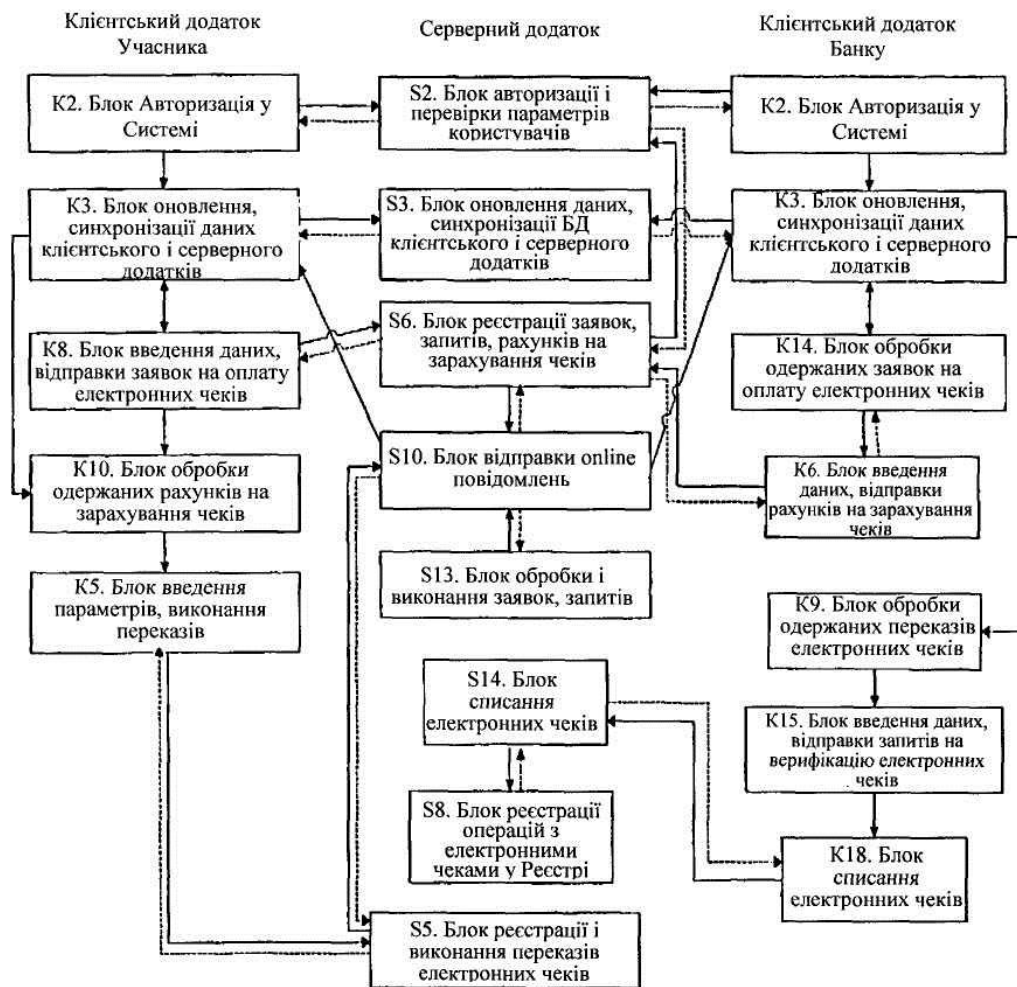 Клієнтський додаток
Учасника
Серверний додаток
Клієнтський додаток
Банку
К2. Блок Авторизація у
Системі
S2. Блок авторизації і
перевірки параметрів
користувачів
К2. Блок Авторизація у
Системі
К3. Блок оновлення,
синхронізації даних
клієнтського і серверного
додатків
S3. Блок оновлення даних,
синхронізації БД
клієнтського і серверного
додатків
К3. Блок оновлення,
синхронізації даних
клієнтського і серверного
додатків
К8. Блок введення даних,
відправки заявок на оплату
електронних чеків
S6. Блок реєстрації заявок,
запитів, рахунків на
зарахування чеків
К14. Блок обробки
одержаних заявок на
оплату електронних чеків
К10. Блок обробки
одержаних рахунків на
зарахування чеків
S10. Блок відправки online
повідомлень
К6. Блок введення
даних, відправки
рахунків на зарахування
чеків
К5. Блок введення
параметрів, виконання
переказів
S13. Блок обробки і
виконання заявок, запитів
К9. Блок обробки
одержаних переказів
електронних чеків
S14. Блок
списання
електронних чеків
К15. Блок введення даних,
відправки запитів на
верифікацію електронних
чеків
S8. Блок реєстрації
операцій з
електронними
чеками у Реєстрі
К18. Блок
списання
електронних чеків
S5. Блок реєстрації і
виконання переказів
електронних чеків